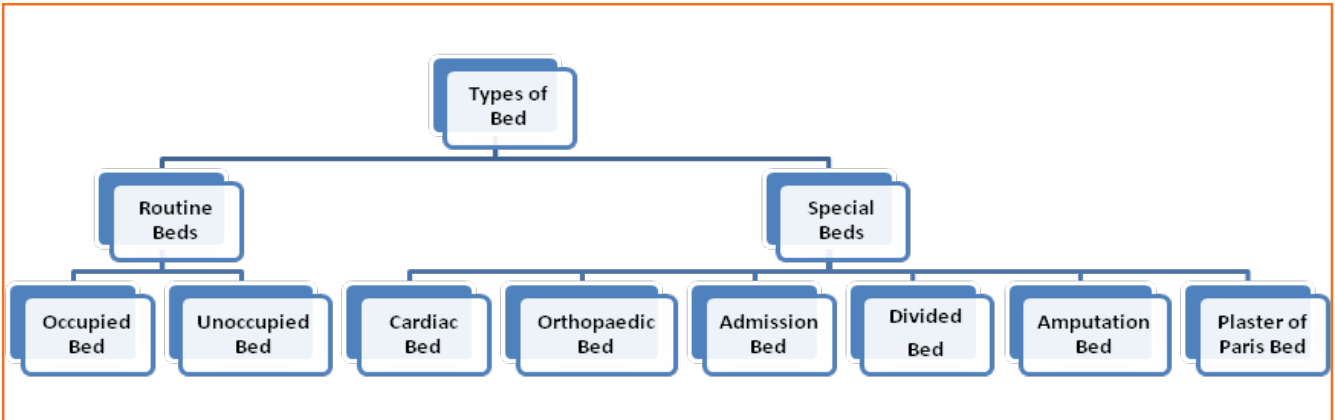 Types of
Bed
Routine
Beds
Special
Beds
Occupied
Bed
Unoccupied
Bed
Cardiac
Bed
Orthopaedic
Bed
Admission
Bed
Divided
Bed
Amputation
Bed
Plaster of
Paris Bed